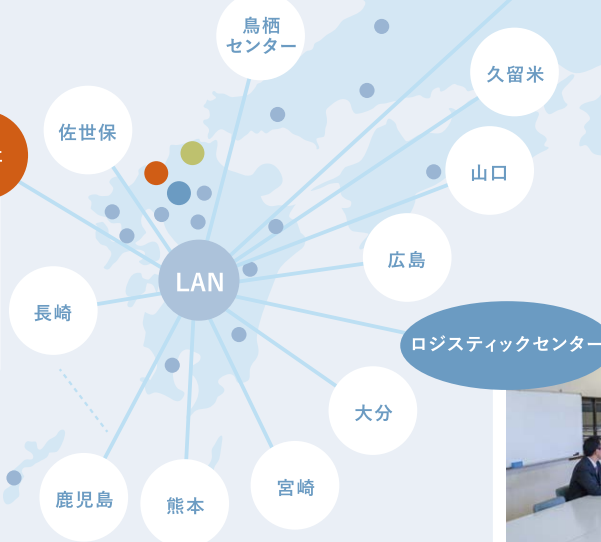 鳥栖
センター
久留米
佐世保
山口
広島
LAN
長崎
ロジスティックセンター
大分
宮崎
鹿児島
熊本